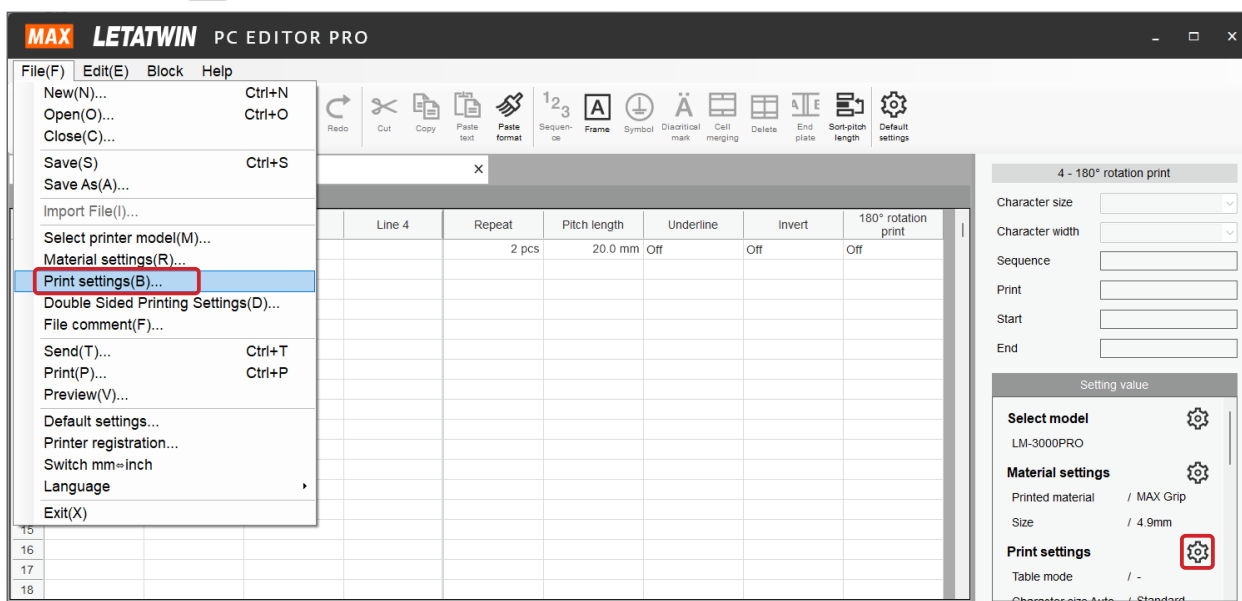 MAX LETATWIN PC EDITOR PRO
File(F) Edit(E) Block Help
New(N)... Ctrl+N
Open(O)... Ctrl+O
Close(C)...
Save(S) Ctrl+S
Save As(A)...
Import File(I)...
Select printer model(M)...
Material settings(R)...
Print settings(B)...
Double Sided Printing Settings(D)...
File comment(F)...
Send(T)... Ctrl+T
Print(P)... Ctrl+P
Preview(V)...
Default settings...
Printer registration...
Switch mm⇔inch
Language
Exit(X)
Redo
Cut
Copy
Paste text
Paste format
Sequen-ce
Frame
Symbol
Diacritical mark
Cell merging
Delete
End plate
Sort-pitch length
Default settings
Line 4 Repeat Pitch length Underline Invert 180° rotation print
2 pcs 20.0 mm Off Off Off
15
16
17
18
4 - 180° rotation print
Character size
Character width
Sequence
Print
Start
End
Setting value
Select model
LM-3000PRO
Material settings
Printed material / MAX Grip
Size / 4.9mm
Print settings
Table mode / -
Character size Auto / Standard